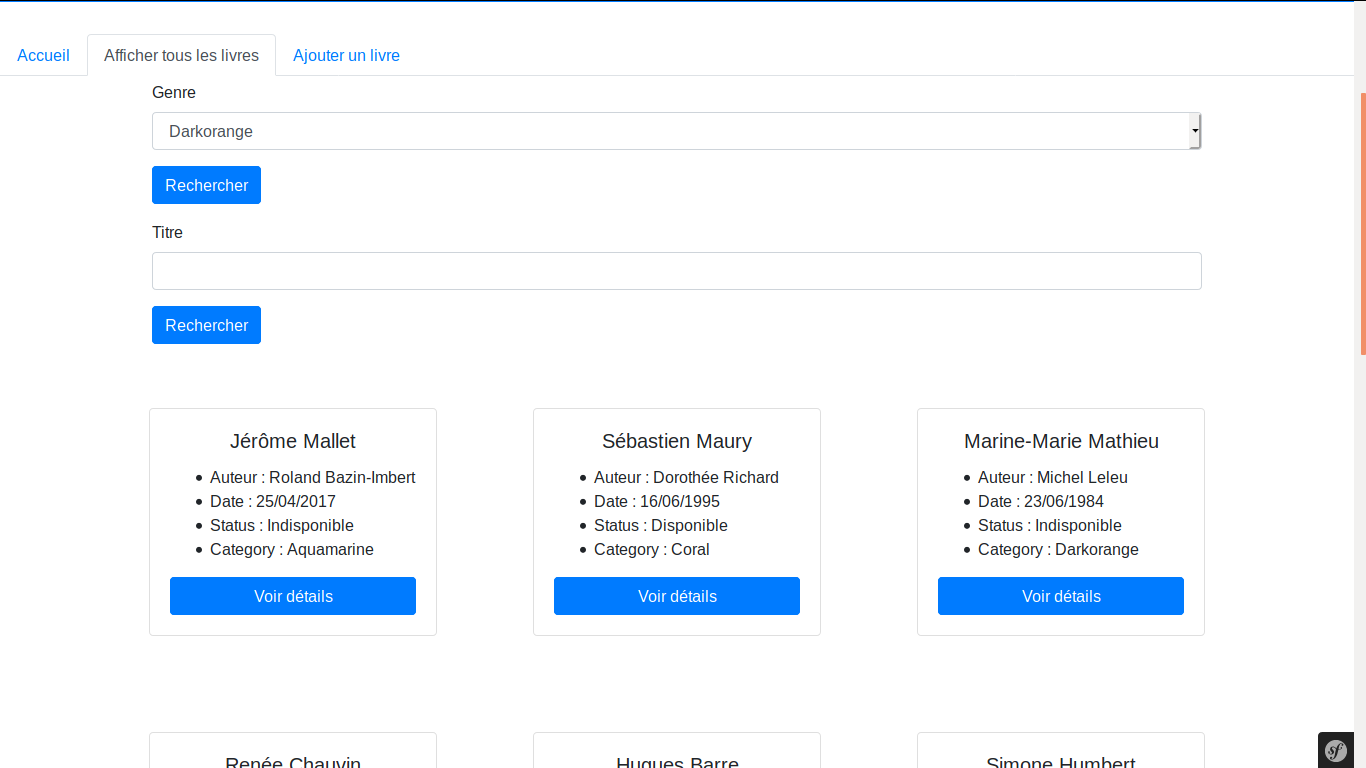 Accueil
Afficher tous les livres
Ajouter un livre
Genre
Darkorange
Rechercher
Titre
Rechercher
Jérôme Mallet
Auteur : Roland Bazin-Imbert
Date : 25/04/2017
Status : Indisponible
Category : Aquamarine
Voir détails
Sébastien Maury
Auteur : Dorothée Richard
Date : 16/06/1995
Status : Disponible
Category : Coral
Voir détails
Marine-Marie Mathieu
Auteur : Michel Leleu
Date : 23/06/1984
Status : Indisponible
Category : Darkorange
Voir détails
Renée Chauvin
Hugues Barre
Simone Humbert
sf